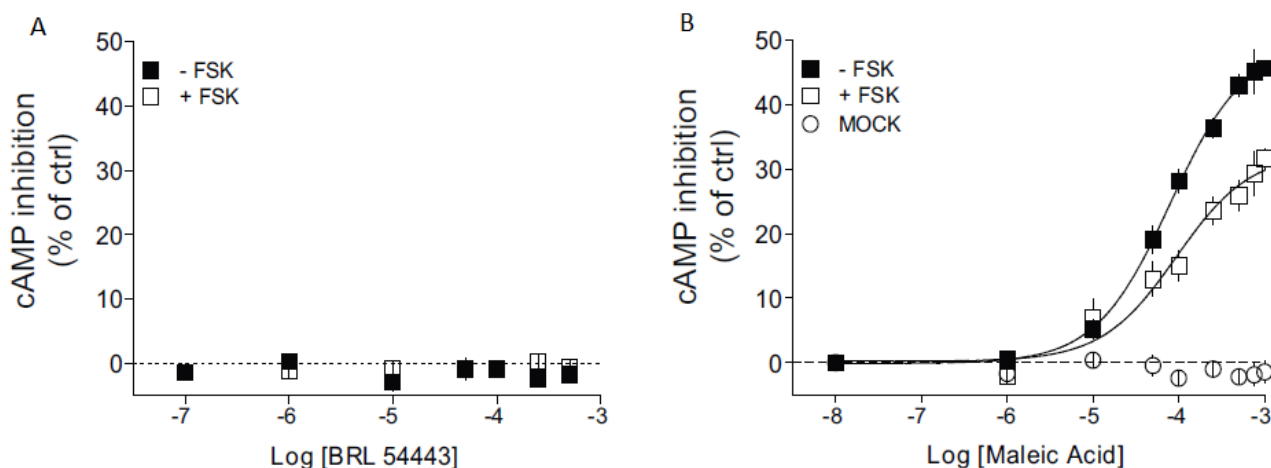 A
50
40
30
20
10
0
- FSK
+ FSK
cAMP inhibition
(% of ctrl)
-7 -6 -5 -4 -3
Log [BRL 54443]
B
50
40
30
20
10
0
- FSK
+ FSK
MOCK
cAMP inhibition
(% of ctrl)
-8 -7 -6 -5 -4 -3
Log [Maleic Acid]